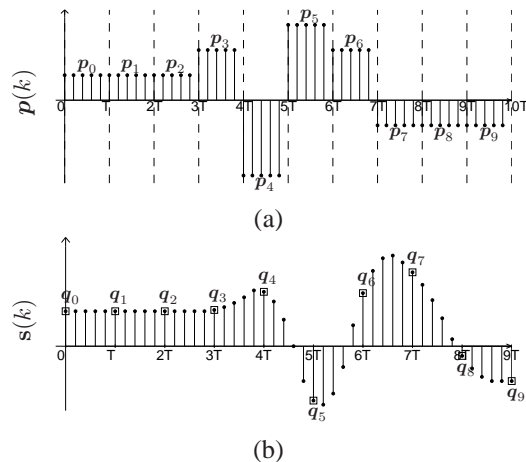 p(k)
p₀ p₁ p₂ p₃ p₄ p₅ p₆ p₇ p₈ p₉
0 T 2T 3T 4T 5T 6T 7T 8T 9T 10T
(a)
s(k)
q₀ q₁ q₂ q₃ q₄ q₅ q₆ q₇ q₈ q₉
0 T 2T 3T 4T 5T 6T 7T 8T 9T
(b)